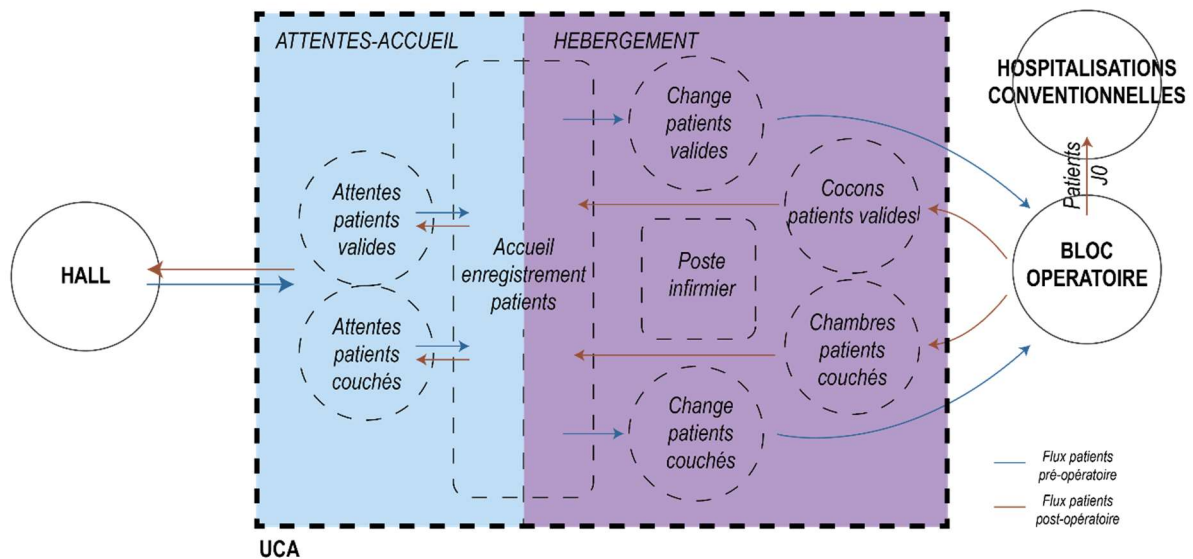 ATTENTES-ACCUEIL
HEBERGEMENT
HALL
Attentes
patients
valides
Attentes
patients
couchés
Accueil
enregistrement
patients
Change
patients
valides
Cocons
patients valides
Poste
infirmier
Chambres
patients
couchés
Change
patients
couchés
HOSPITALISATIONS
CONVENTIONNELLES
Patients
J0
BLOC
OPERATOIRE
Flux patients
pré-opératoire
Flux patients
post-opératoire
UCA